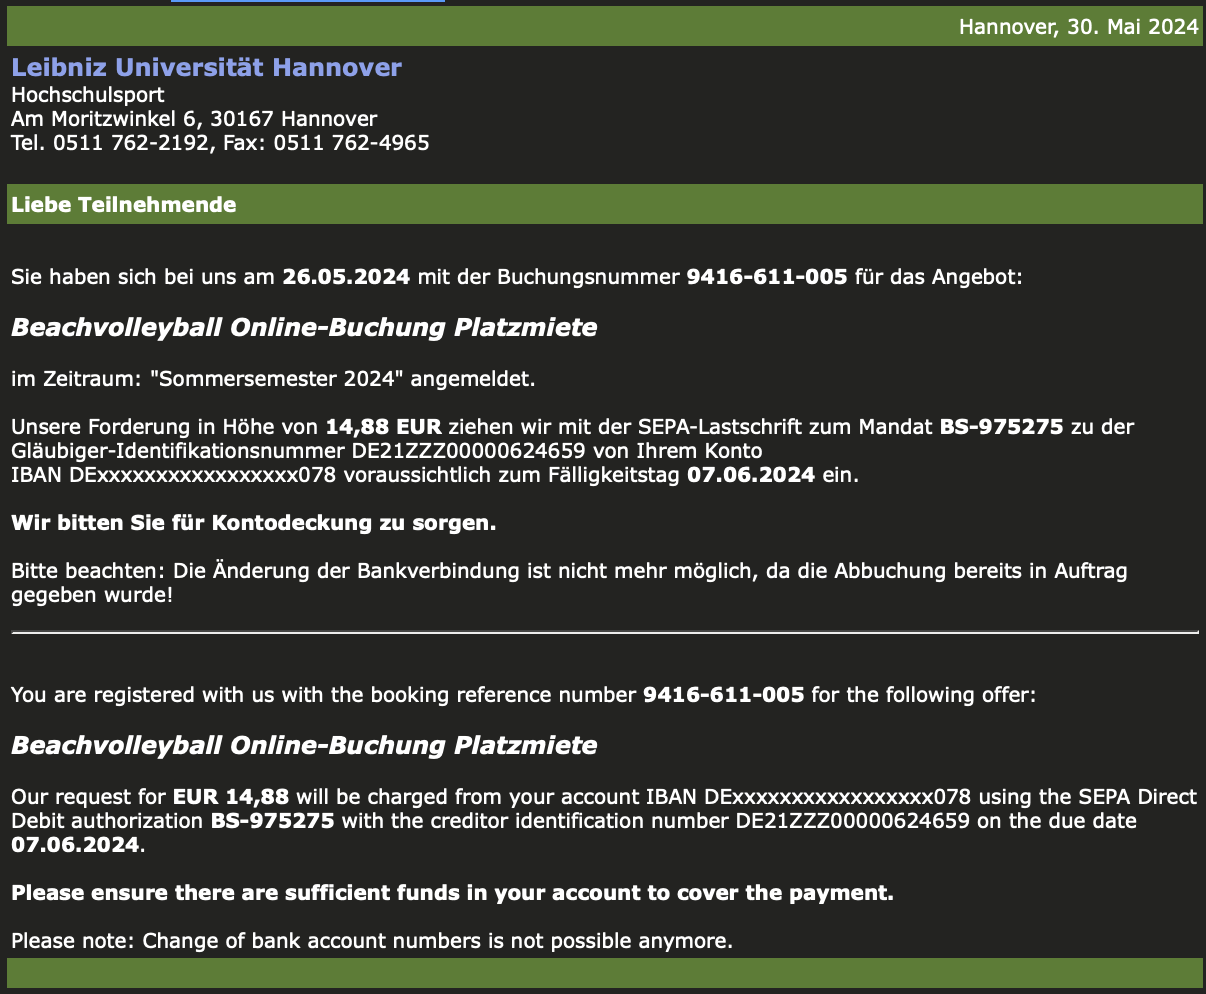 Hannover, 30. Mai 2024
Leibniz Universität Hannover
Hochschulsport
Am Moritzwinkel 6, 30167 Hannover
Tel. 0511 762-2192, Fax: 0511 762-4965
Liebe Teilnehmende
Sie haben sich bei uns am 26.05.2024 mit der Buchungsnummer 9416-611-005 für das Angebot:
Beachvolleyball Online-Buchung Platzmiete
im Zeitraum: "Sommersemester 2024" angemeldet.
Unsere Forderung in Höhe von 14,88 EUR ziehen wir mit der SEPA-Lastschrift zum Mandat BS-975275 zu der
Gläubiger-Identifikationsnummer DE21ZZZ00000624659 von Ihrem Konto
IBAN DExxxxxxxxxxxxxxxxx078 voraussichtlich zum Fälligkeitstag 07.06.2024 ein.
Wir bitten Sie für Kontodeckung zu sorgen.
Bitte beachten: Die Änderung der Bankverbindung ist nicht mehr möglich, da die Abbuchung bereits in Auftrag
gegeben wurde!
You are registered with us with the booking reference number 9416-611-005 for the following offer:
Beachvolleyball Online-Buchung Platzmiete
Our request for EUR 14,88 will be charged from your account IBAN DExxxxxxxxxxxxxxxxx078 using the SEPA Direct
Debit authorization BS-975275 with the creditor identification number DE21ZZZ00000624659 on the due date
07.06.2024.
Please ensure there are sufficient funds in your account to cover the payment.
Please note: Change of bank account numbers is not possible anymore.